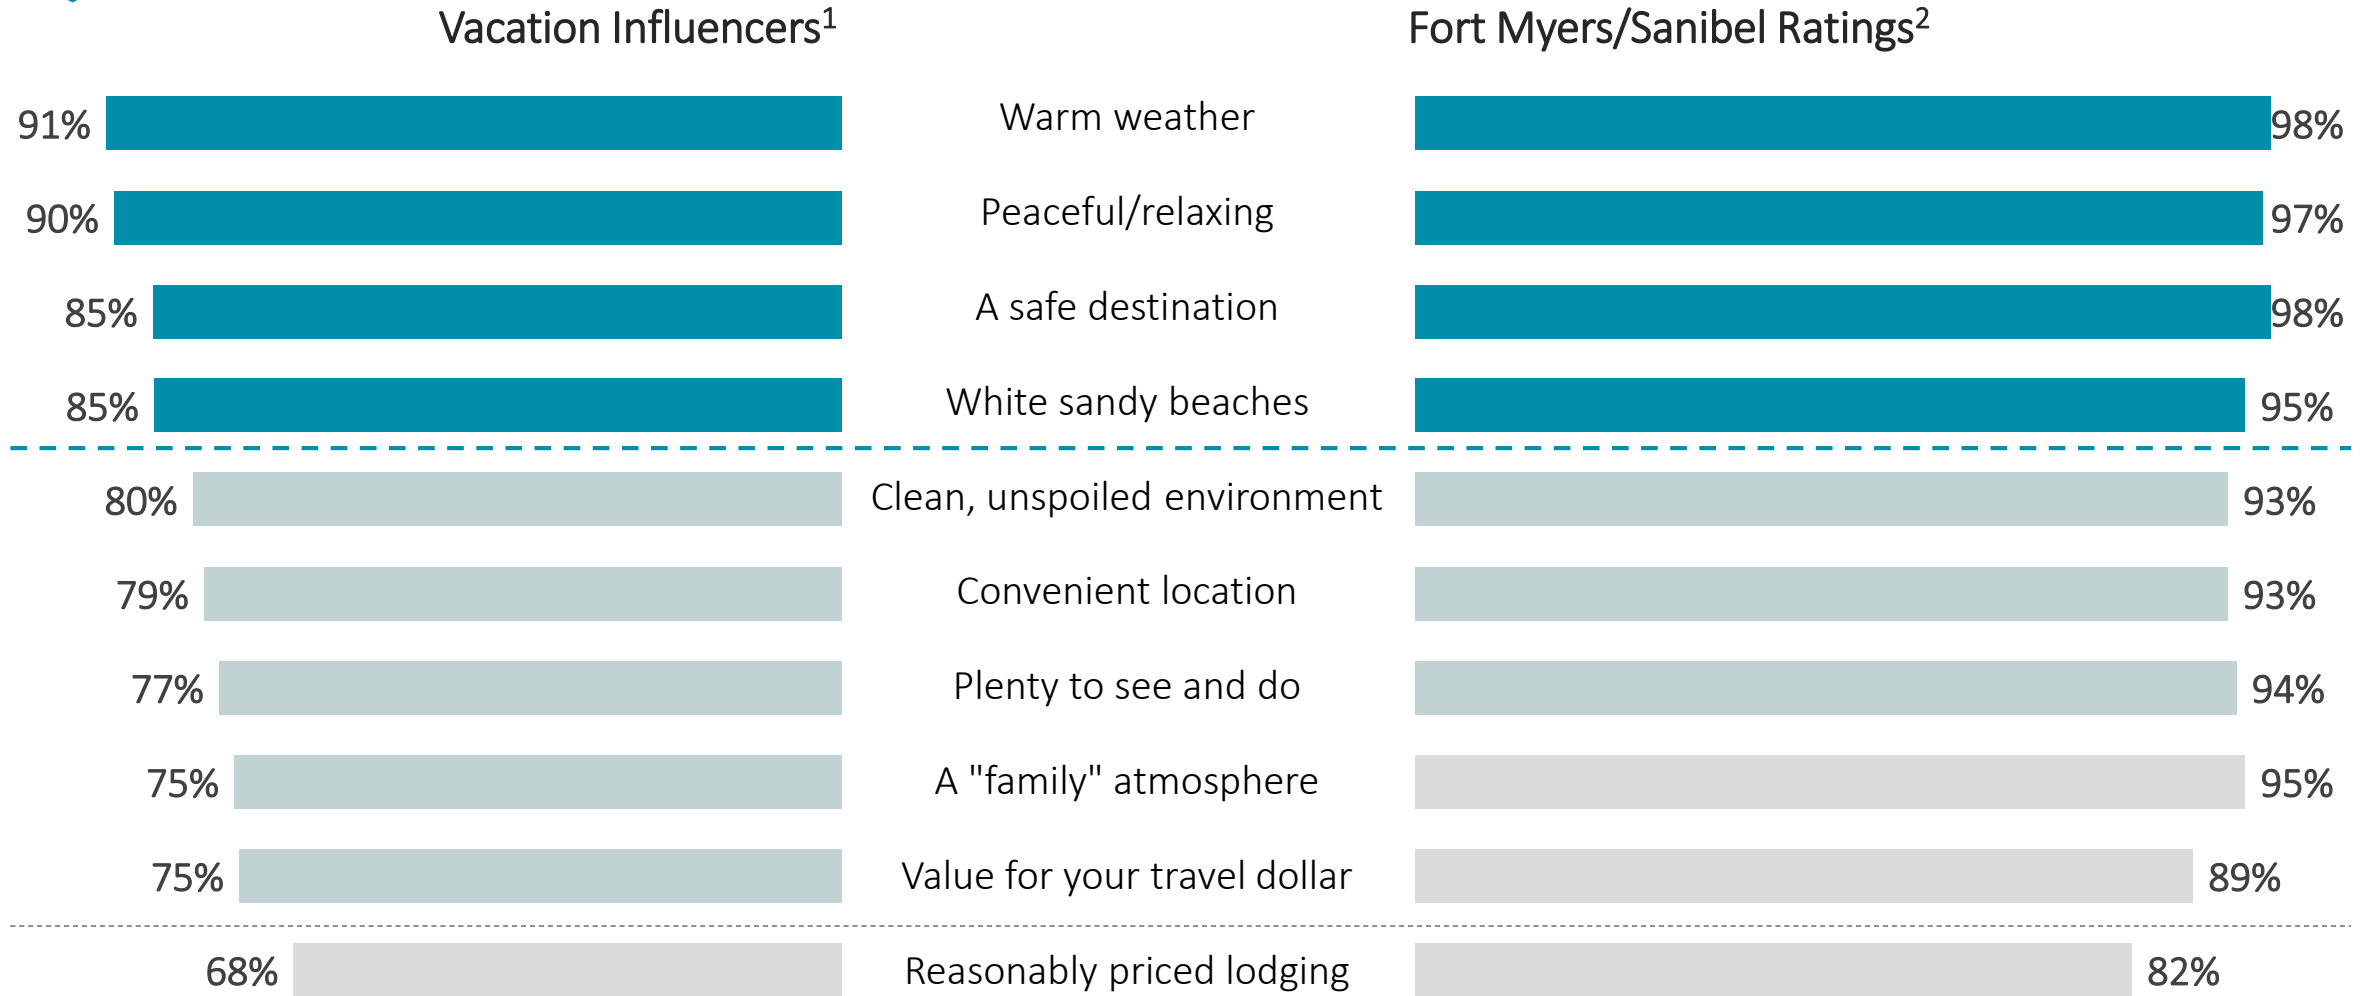 Vacation Influencers¹ Fort Myers/Sanibel Ratings²
91% Warm weather 98%
90% Peaceful/relaxing 97%
85% A safe destination 98%
85% White sandy beaches 95%
80% Clean, unspoiled environment 93%
79% Convenient location 93%
77% Plenty to see and do 94%
75% A "family" atmosphere 95%
75% Value for your travel dollar 89%
68% Reasonably priced lodging 82%